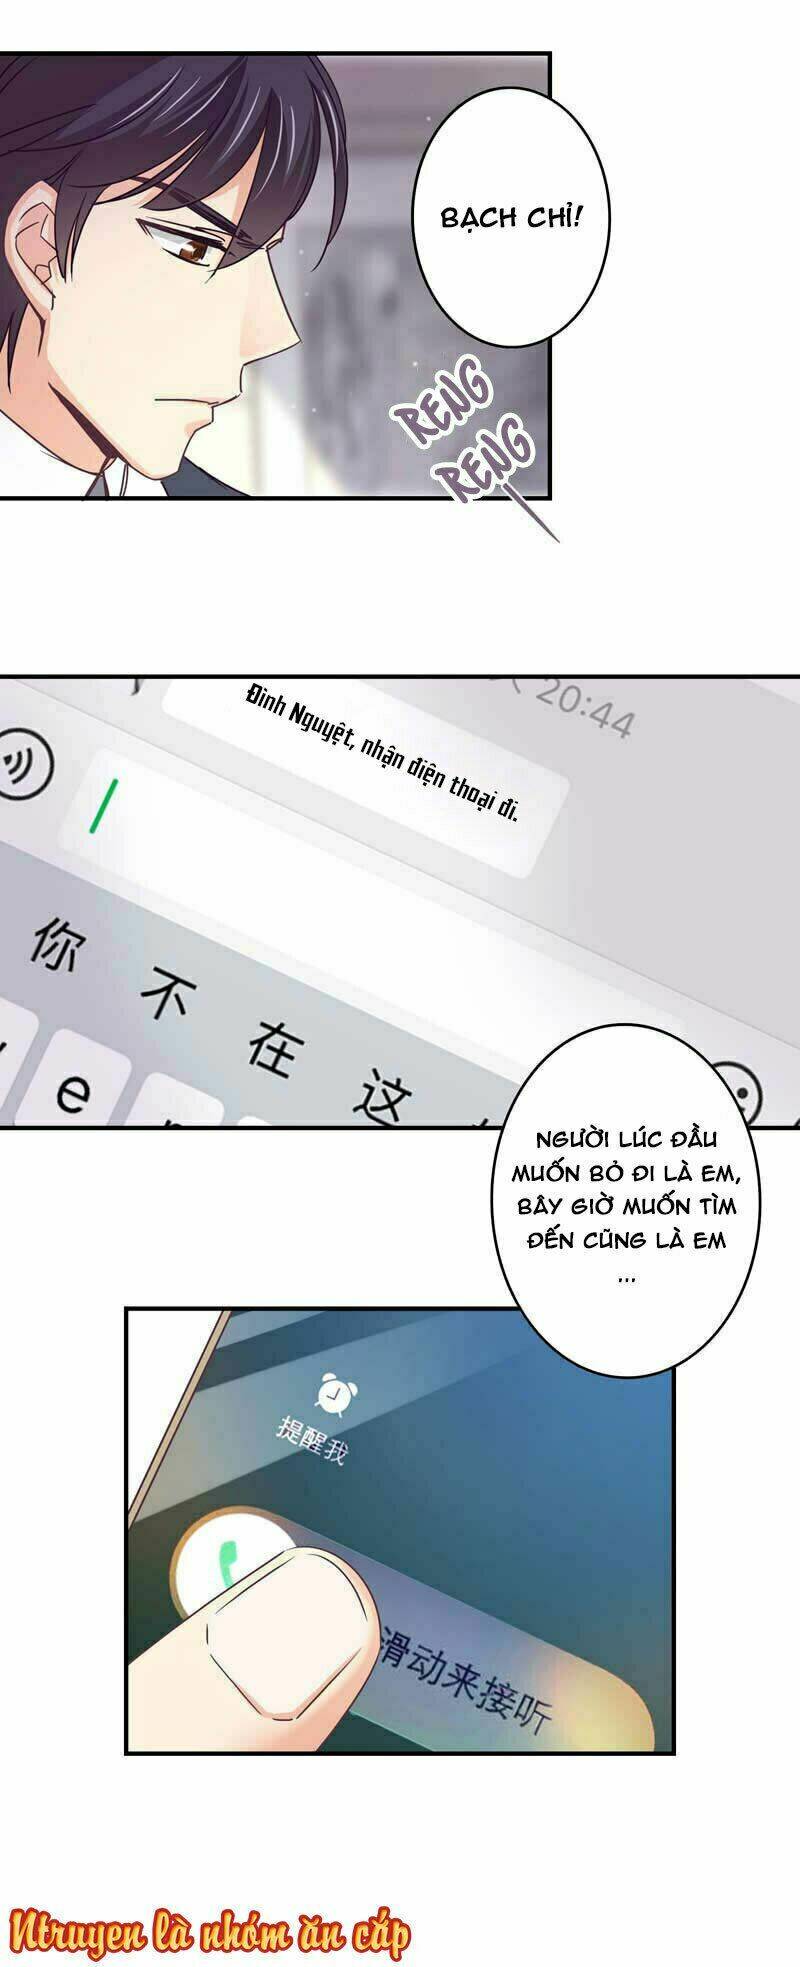 BẠCH CHỈ!
RENG
RENG
20:44
Đình Nguyệt, nhận điện thoại đi.
你 不 在 这
e
NGƯỜI LÚC ĐẦU
MUỐN BỎ ĐI LÀ EM,
BÂY GIỜ MUỐN TÌM
ĐẾN CŨNG LÀ EM
...
提醒我
滑动来接听
Ntruyen là nhóm ăn cắp